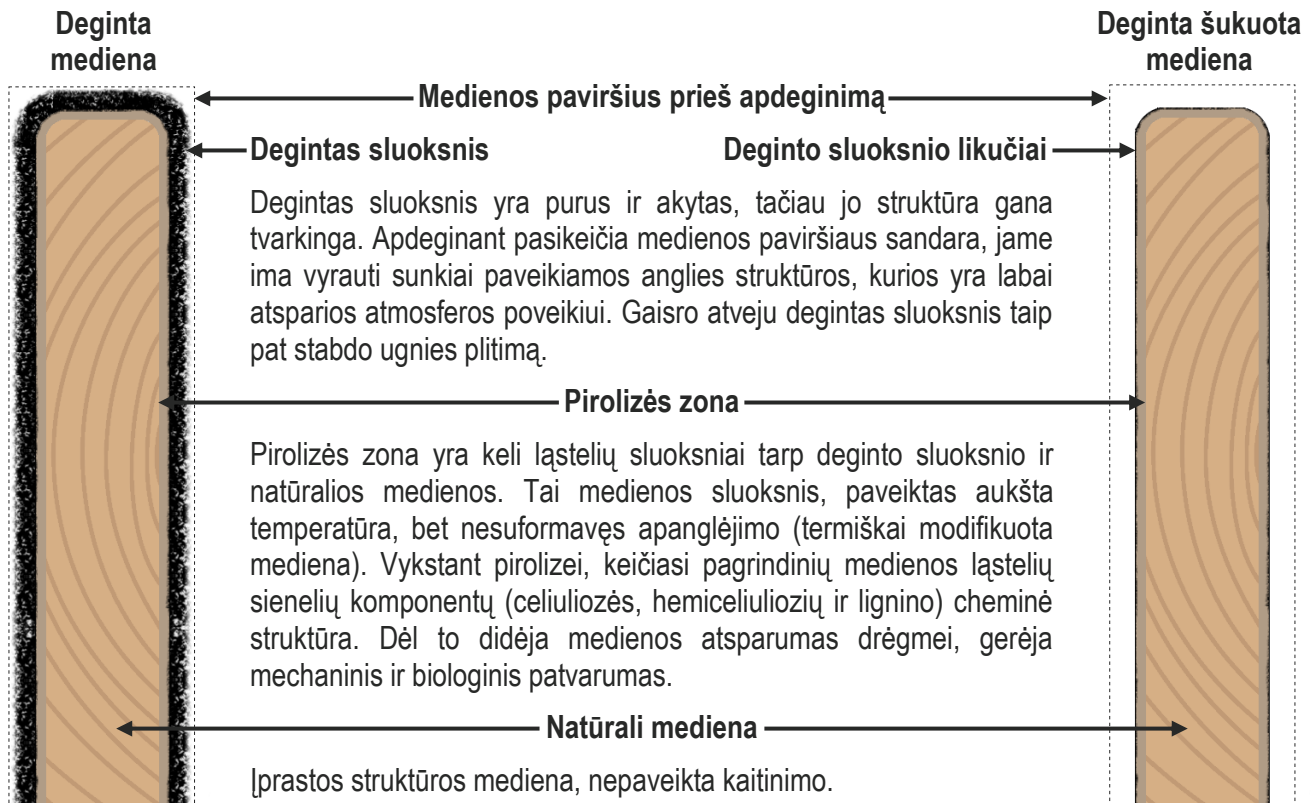 Deginta
mediena
Deginta šukuota
mediena
Medienos paviršius prieš apdeginimą
Degintas sluoksnis
Deginto sluoksnio likučiai
Degintas sluoksnis yra purus ir akytas, tačiau jo struktūra gana
tvarkinga. Apdeginant pasikeičia medienos paviršiaus sandara, jame
ima vyrauti sunkiai paveikiamos anglies struktūros, kurios yra labai
atsparios atmosferos poveikiui. Gaisro atveju degintas sluoksnis taip
pat stabdo ugnies plitimą.
Pirolizės zona
Pirolizės zona yra keli ląstelių sluoksniai tarp deginto sluoksnio ir
natūralios medienos. Tai medienos sluoksnis, paveiktas aukšta
temperatūra, bet nesuformavęs apanglėjimo (termiškai modifikuota
mediena). Vykstant pirolizei, keičiasi pagrindinių medienos ląstelių
sienelių komponentų (celiuliozės, hemiceliuliozių ir lignino) cheminė
struktūra. Dėl to didėja medienos atsparumas drėgmei, gerėja
mechaninis ir biologinis patvarumas.
Natūrali mediena
Įprastos struktūros mediena, nepaveikta kaitinimo.